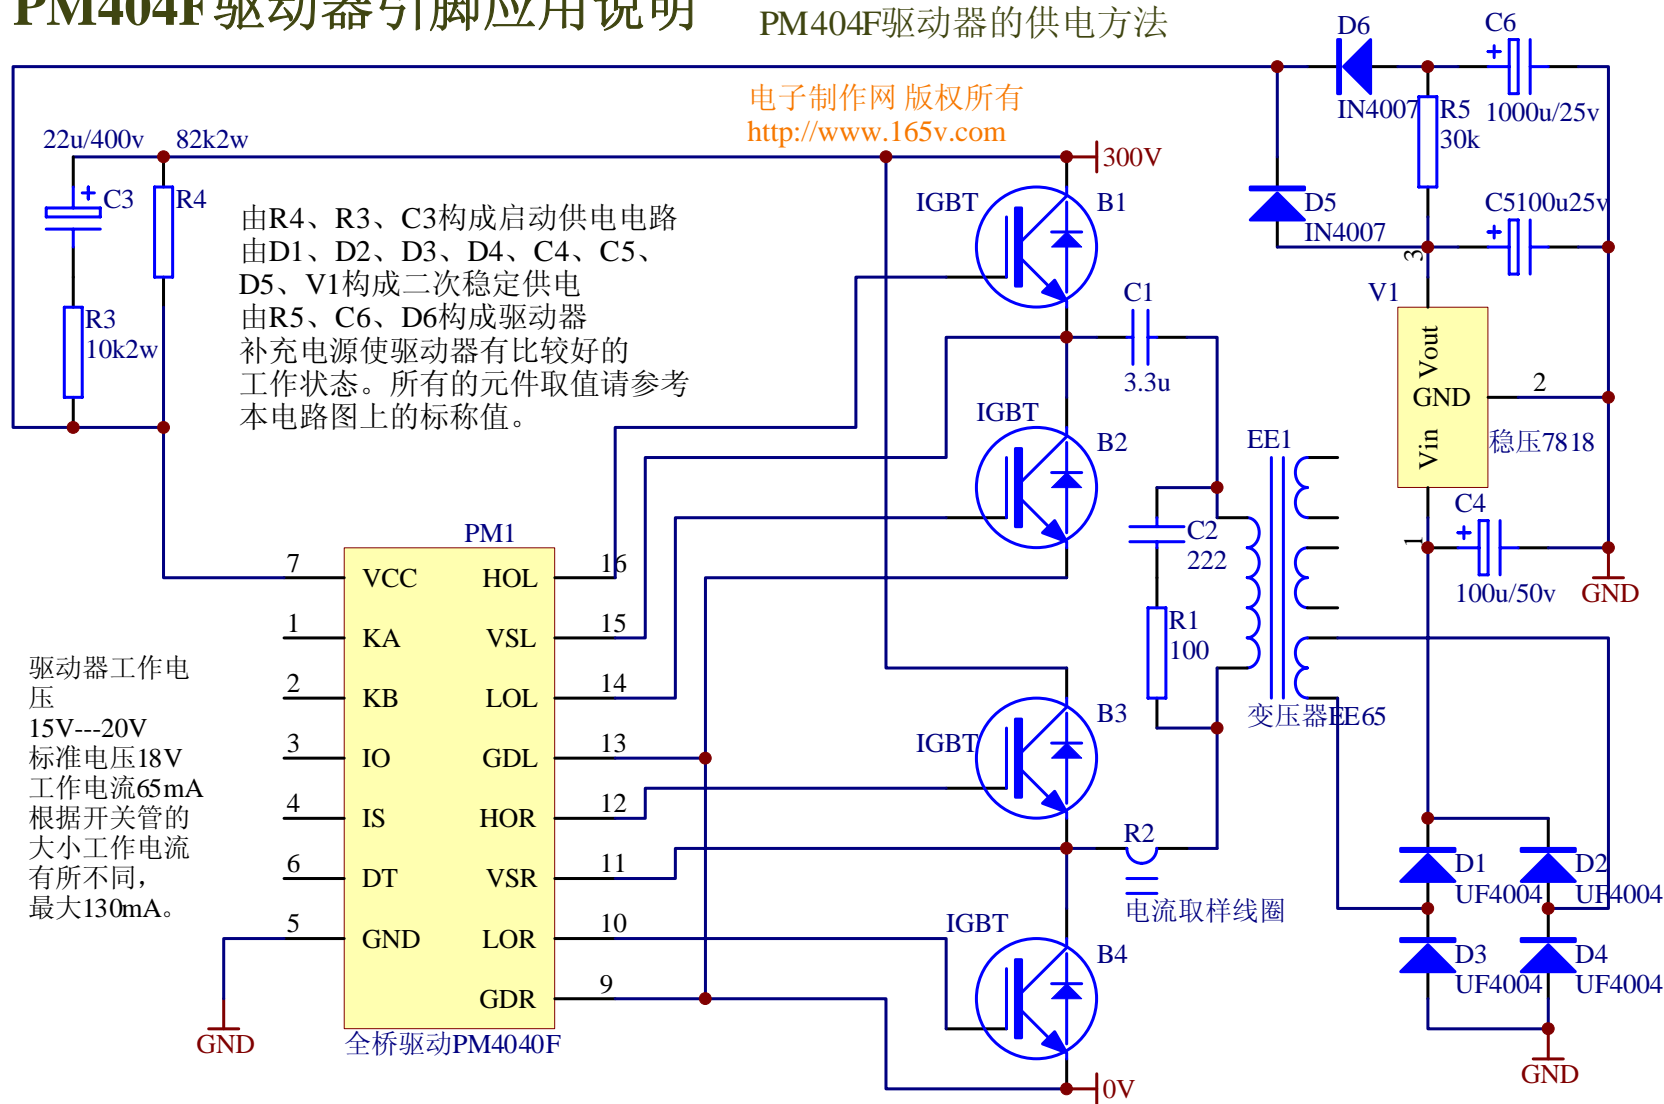 PM404F驱动器引脚应用说明
PM404F驱动器的供电方法
电子制作网 版权所有
http://www.165v.com
22u/400v
82k2w
C3
R4
R3
10k2w
由R4、R3、C3构成启动供电电路
由D1、D2、D3、D4、C4、C5、
D5、V1构成二次稳定供电
由R5、C6、D6构成驱动器
补充电源使驱动器有比较好的
工作状态。所有的元件取值请参考
本电路图上的标称值。
300V
IGBT
B1
C1
3.3u
IGBT
B2
EE1
C2
222
R1
100
变压器EE65
IGBT
B3
R2
电流取样线圈
IGBT
B4
0V
D6
IN4007
C6
1000u/25v
R5
30k
D5
IN4007
C5100u25v
3
V1
Vout
GND
Vin
2
稳压7818
1
C4
100u/50v
GND
D1
UF4004
D2
UF4004
D3
UF4004
D4
UF4004
GND
PM1
7 VCC HOL 16
1 KA VSL 15
2 KB LOL 14
3 IO GDL 13
4 IS HOR 12
6 DT VSR 11
5 GND LOR 10
GDR 9
GND
全桥驱动PM4040F
驱动器工作电
压
15V---20V
标准电压18V
工作电流65mA
根据开关管的
大小工作电流
有所不同，
最大130mA。